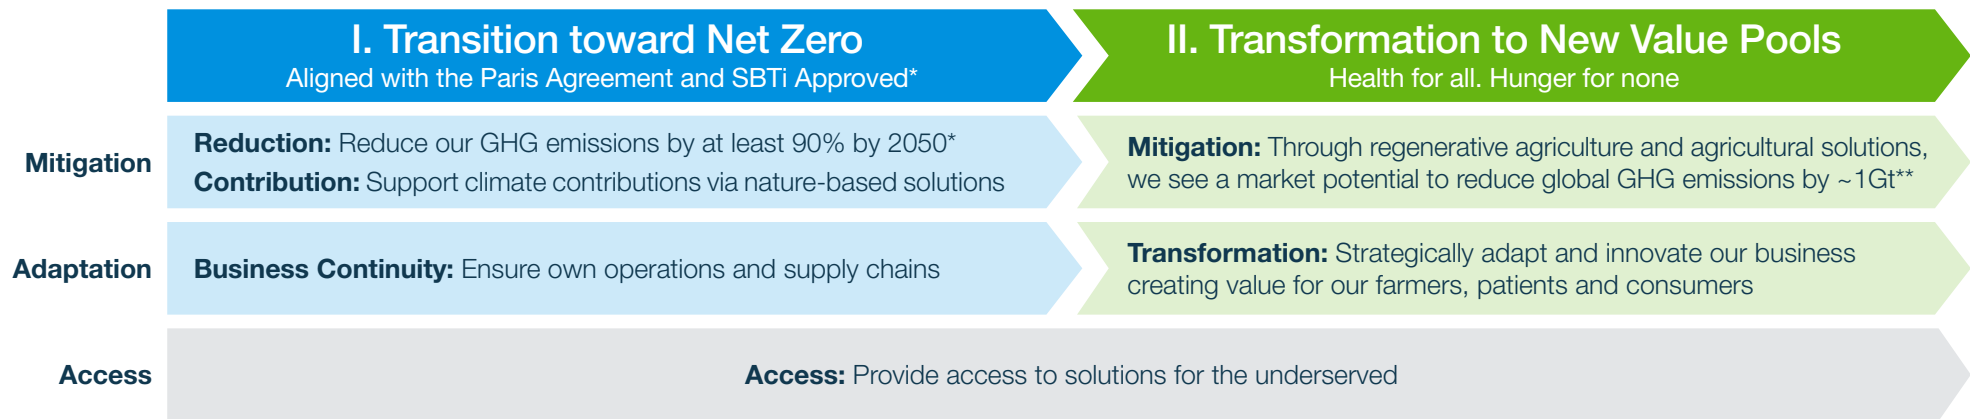 I. Transition toward Net Zero
Aligned with the Paris Agreement and SBTi Approved*
II. Transformation to New Value Pools
Health for all. Hunger for none
Mitigation
Reduction: Reduce our GHG emissions by at least 90% by 2050*
Contribution: Support climate contributions via nature-based solutions
Mitigation: Through regenerative agriculture and agricultural solutions,
we see a market potential to reduce global GHG emissions by ~1Gt**
Adaptation
Business Continuity: Ensure own operations and supply chains
Transformation: Strategically adapt and innovate our business
creating value for our farmers, patients and consumers
Access
Access: Provide access to solutions for the underserved